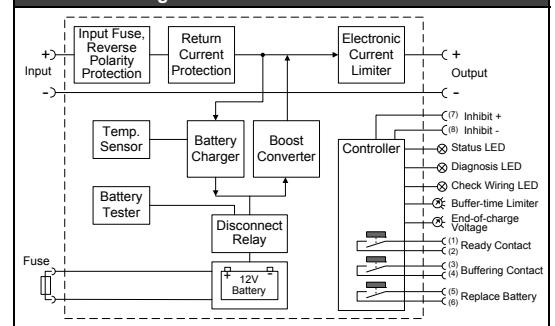 Input Fuse,
Reverse
Polarity
Protection
Return
Current
Protection
Electronic
Current
Limiter
+
Input
-
+
Output
-
Temp.
Sensor
Battery
Charger
Boost
Converter
Controller
Battery
Tester
Disconnect
Relay
Fuse
+ -
12V
Battery
(7) Inhibit +
(8) Inhibit -
Status LED
Diagnosis LED
Check Wiring LED
Buffer-time Limiter
End-of-charge
Voltage
(1)
(2)
Ready Contact
(3)
(4)
Buffering Contact
(5)
(6)
Replace Battery